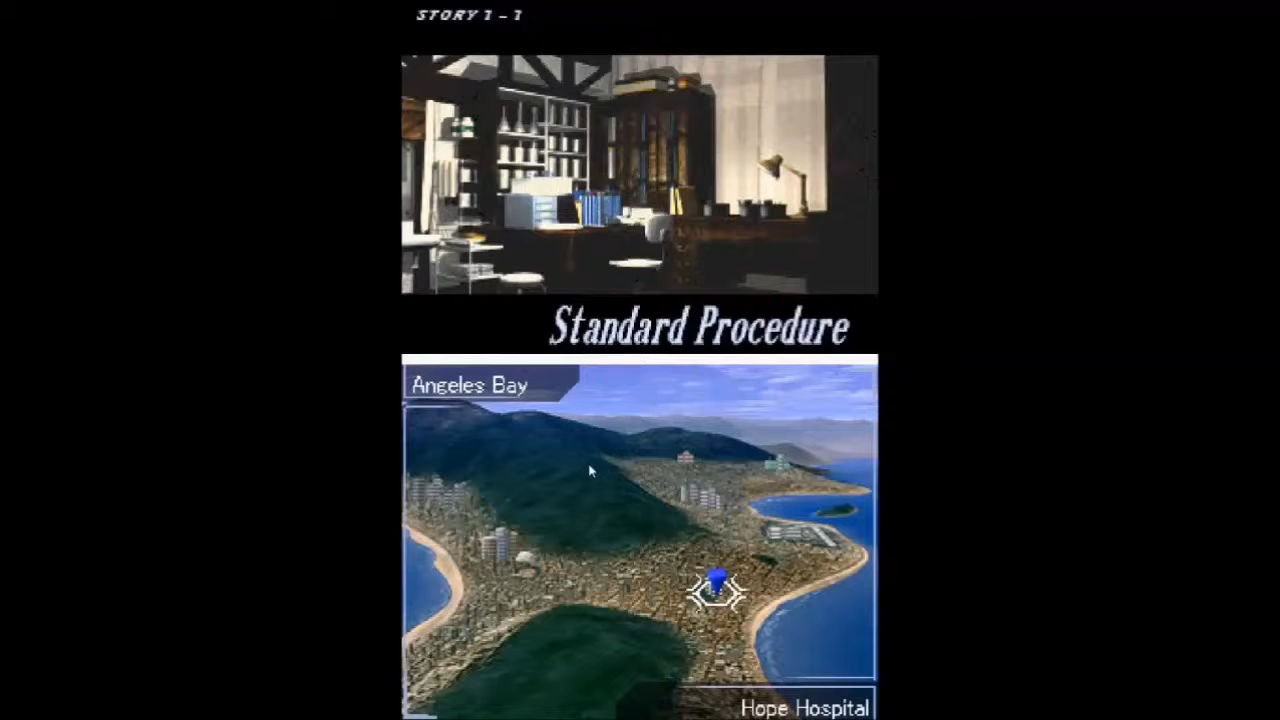 STORY 1 - 1
Standard Procedure
Angeles Bay
Hope Hospital